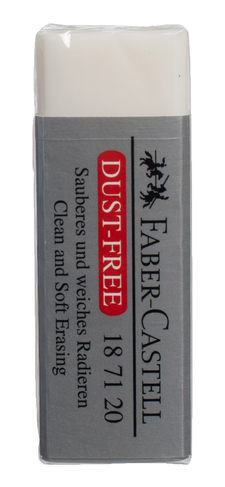 FABER-CASTELL
DUST-FREE 18 71 20
Sauberes und weiches Radieren
Clean and Soft Erasing